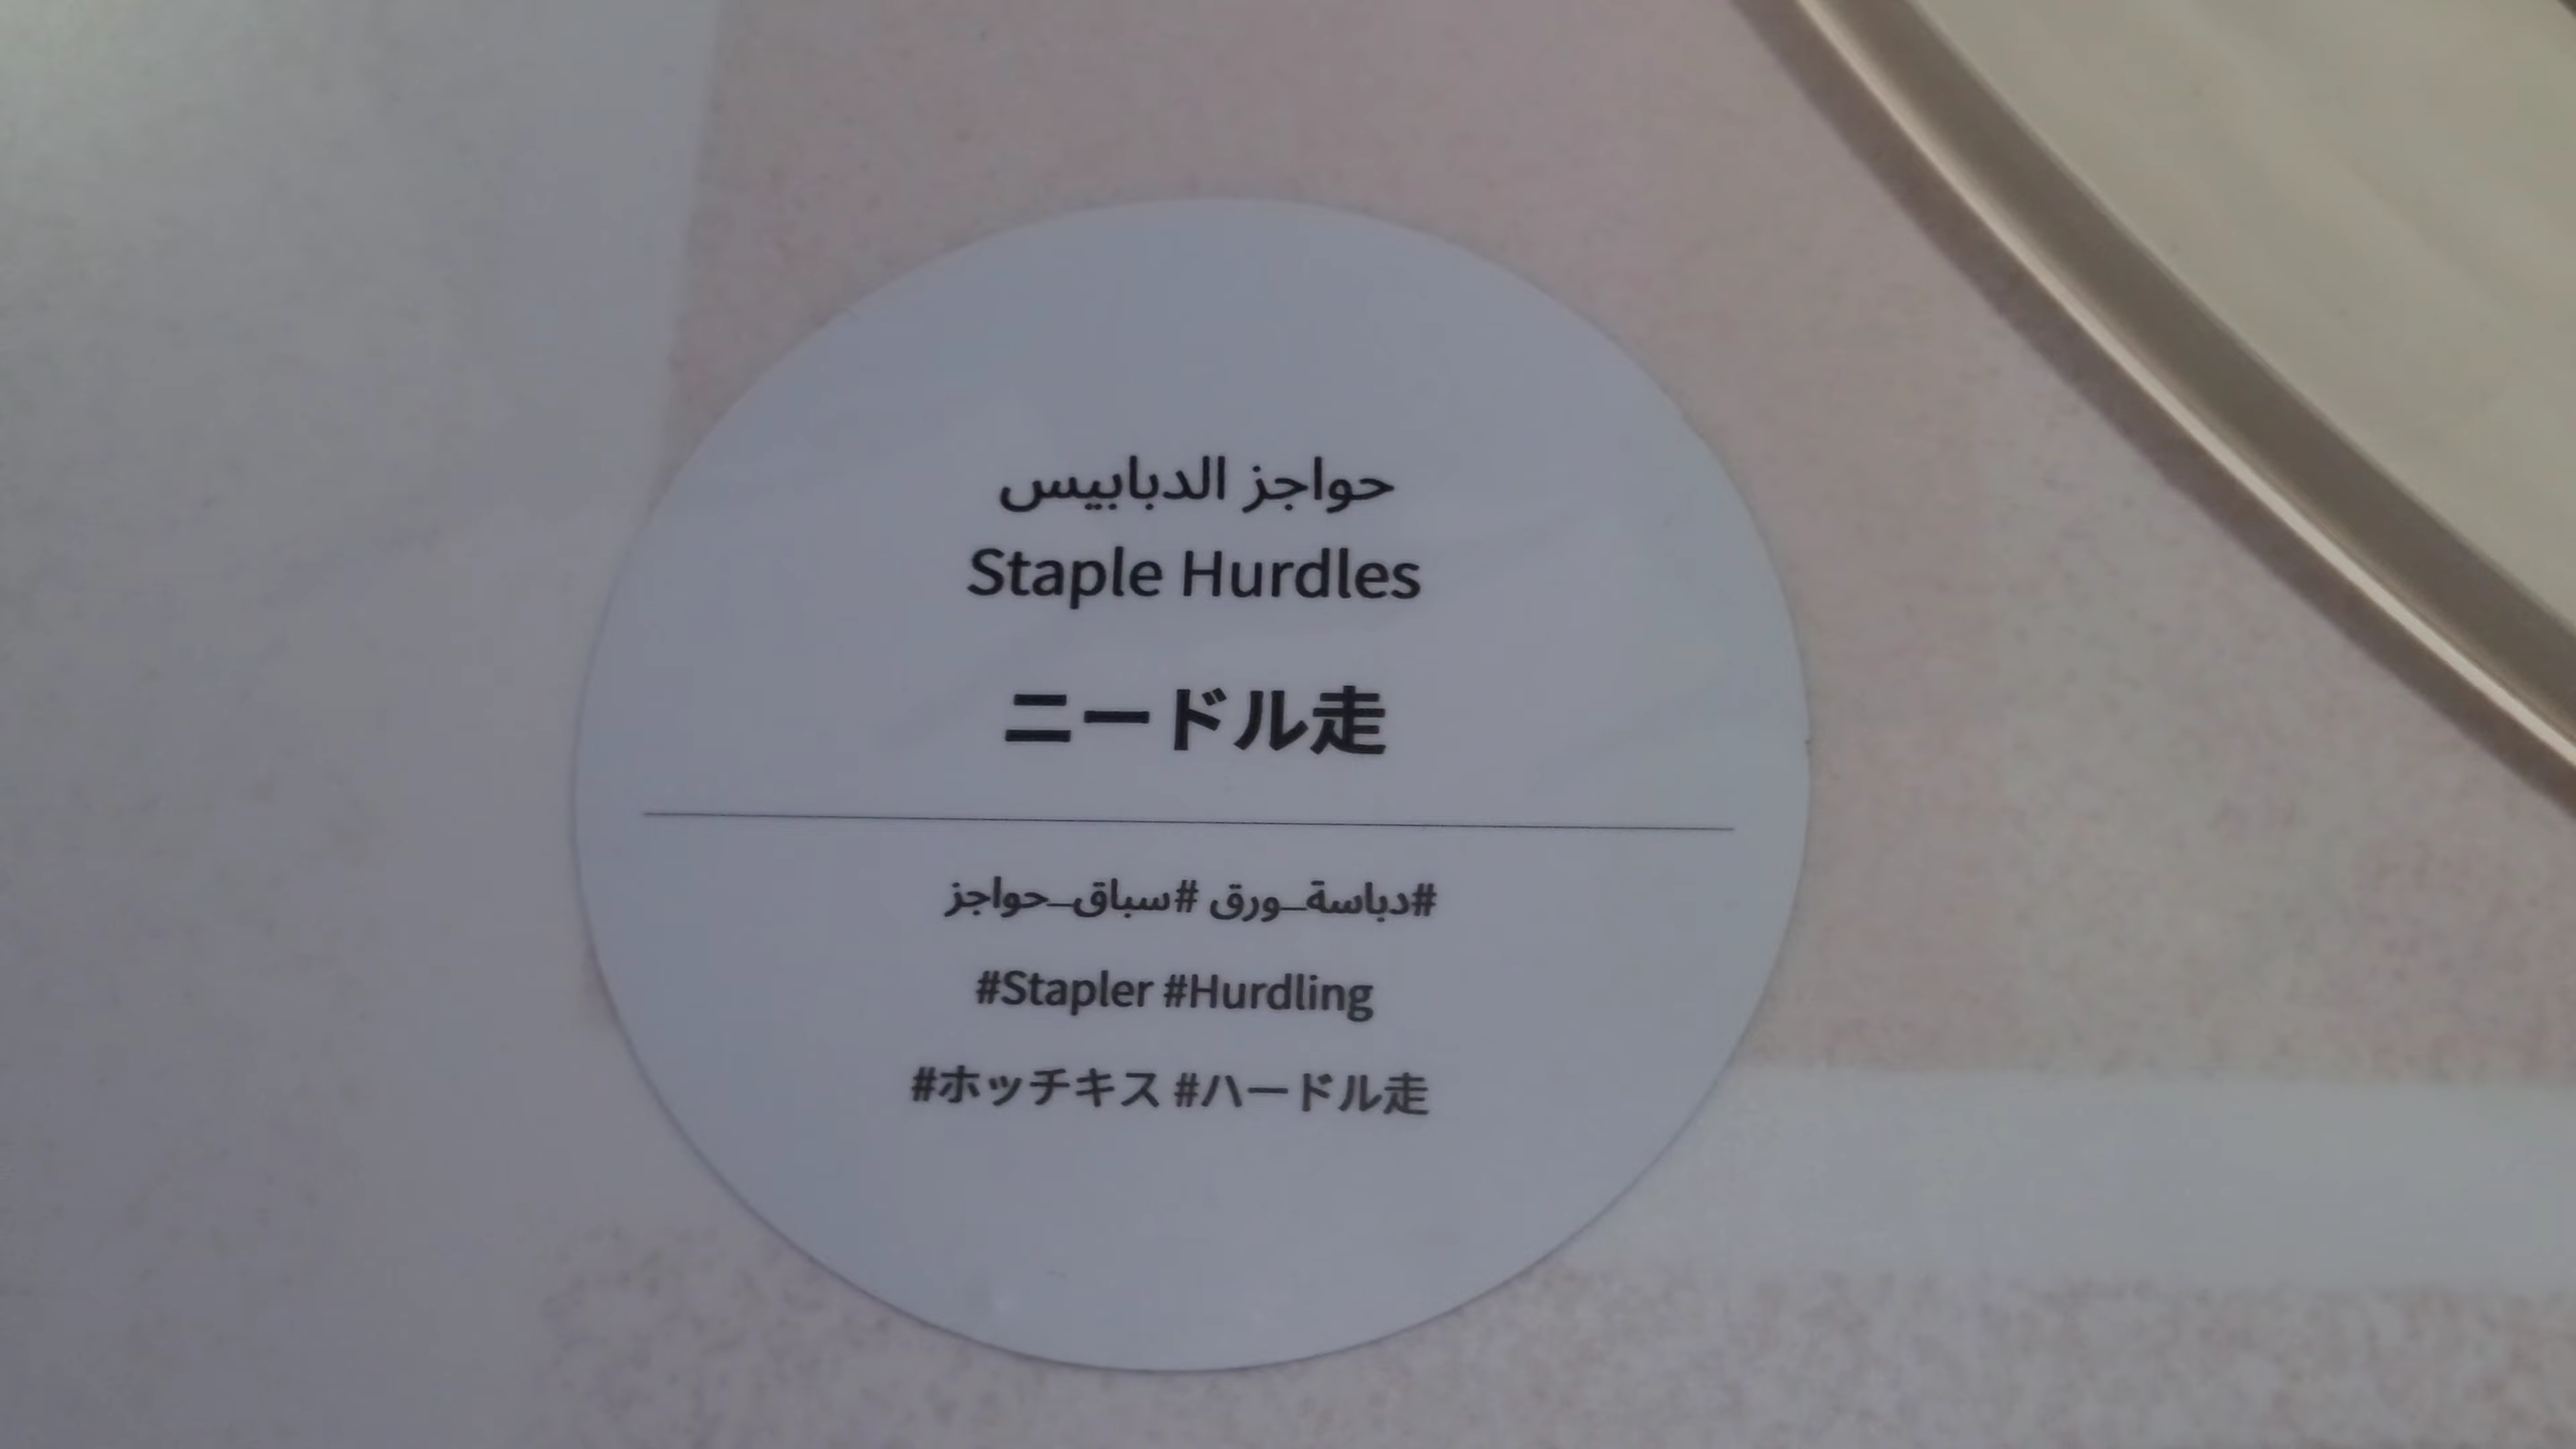 حواجز الدبابيس
Staple Hurdles
ニードル走
#دباسة_ورق #سباق_حواجز
#Stapler #Hurdling
#ホッチキス #ハードル走